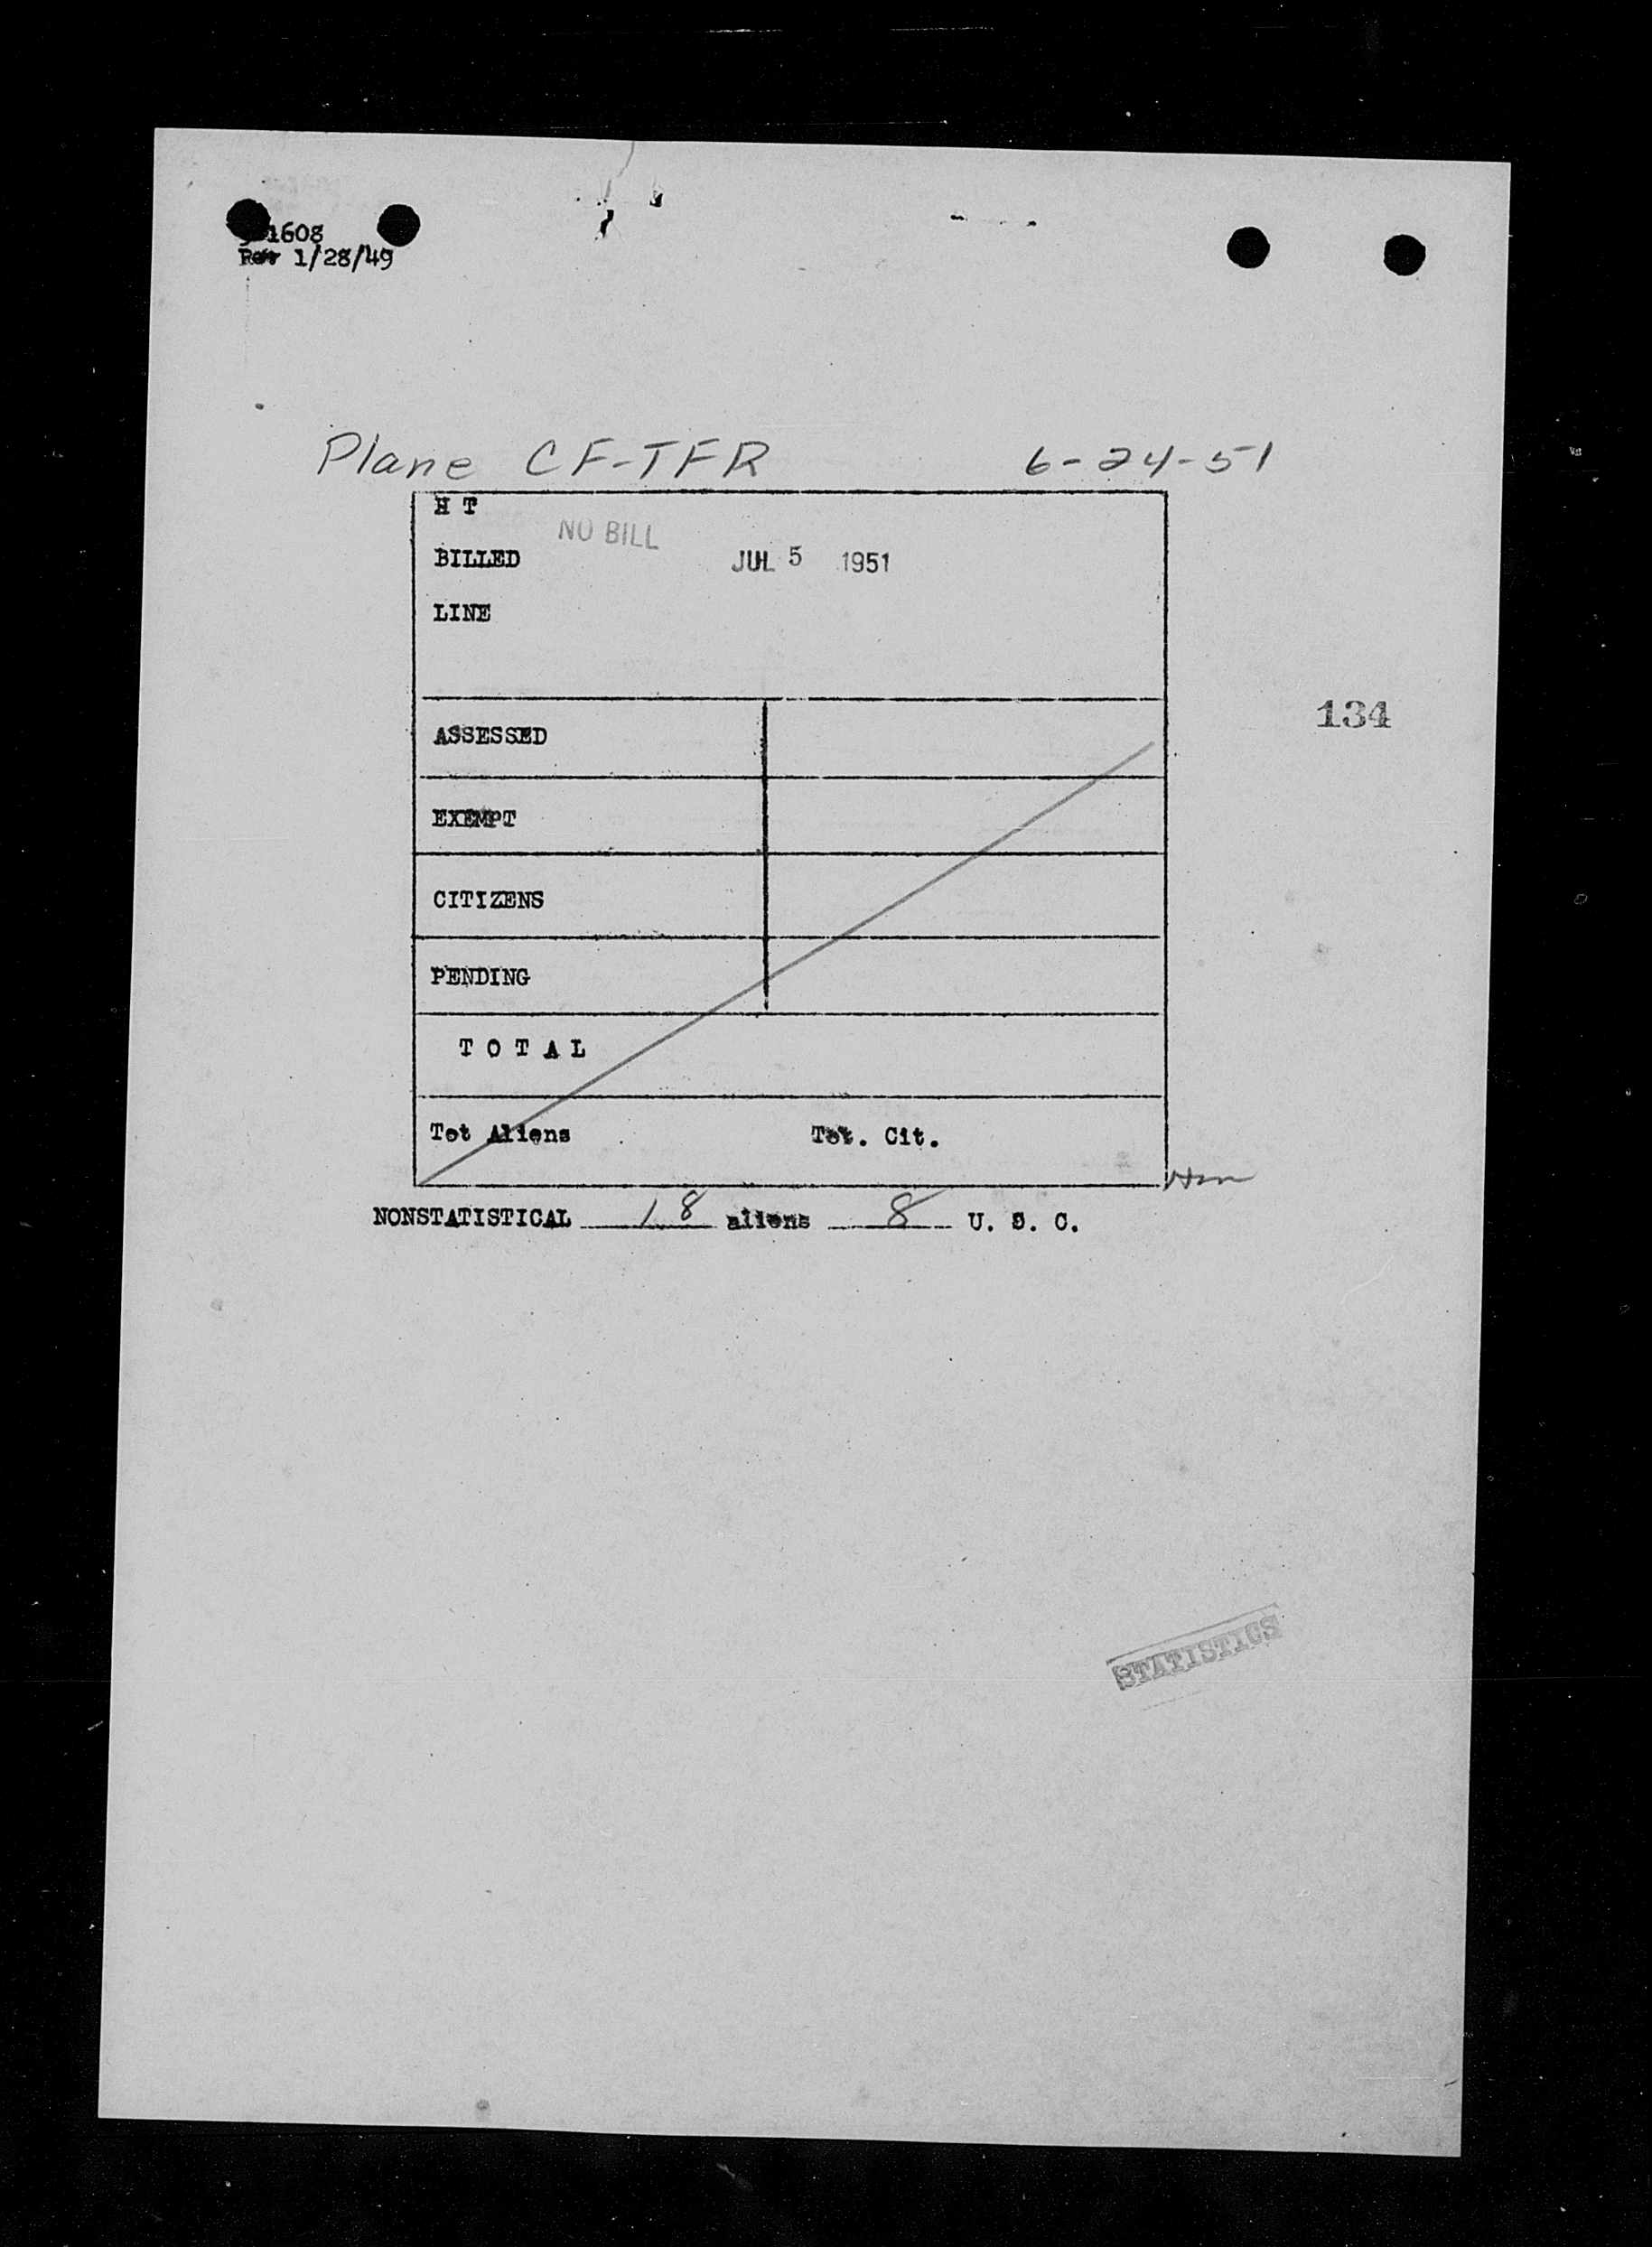 1608
Rev 1/28/49
Plane CF-TFR 6-24-51
H T
NO BILL
BILLED JUL 5 1951
LINE
134
ASSESSED
EXEMPT
CITIZENS
PENDING
T O T A L
Tot Aliens Tot. Cit.
NONSTATISTICAL 18 aliens 8 U. S. C.
STATISTICS